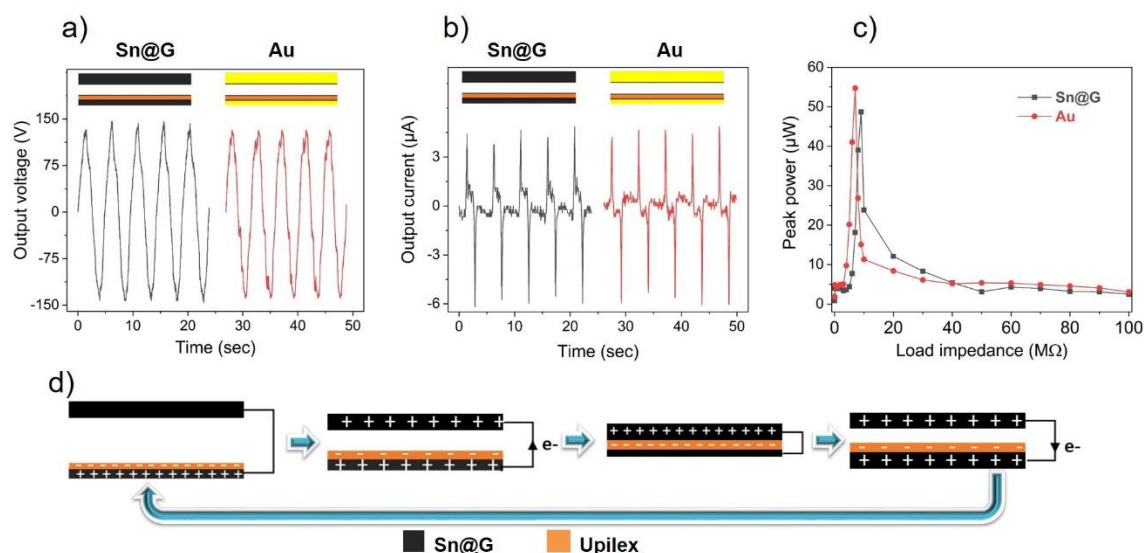 a)
Sn@G Au
Output voltage (V)
150
75
0
-75
-150
0 10 20 30 40 50
Time (sec)
b)
Sn@G Au
Output current (µA)
3
0
-3
-6
0 10 20 30 40 50
Time (sec)
c)
Sn@G
Au
Peak power (µW)
60
50
40
30
20
10
0
0 20 40 60 80 100
Load impedance (MΩ)
d)
+ + + + + + + +
e-
+ + + + + + + + + + + +
+ + + + + + + +
e-
- - - - - - - - - - - -
+ + + + + + + + + + + +
- - - - - - - -
+ + + + + + + +
- - - - - - - - - - - -
- - - - - - - -
+ + + + + + + +
Sn@G Upilex